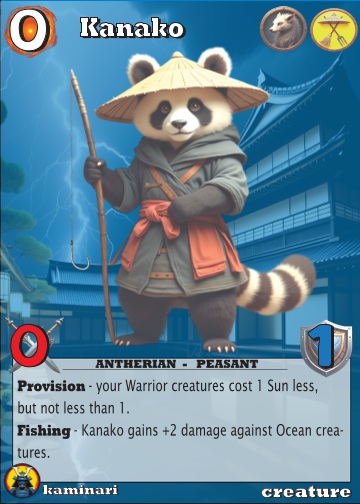 0 Kanako
0 1
ANTHERIAN - PEASANT
Provision - your Warrior creatures cost 1 Sun less,
but not less than 1.
Fishing - Kanako gains +2 damage against Ocean crea-
tures.
kaminari creature